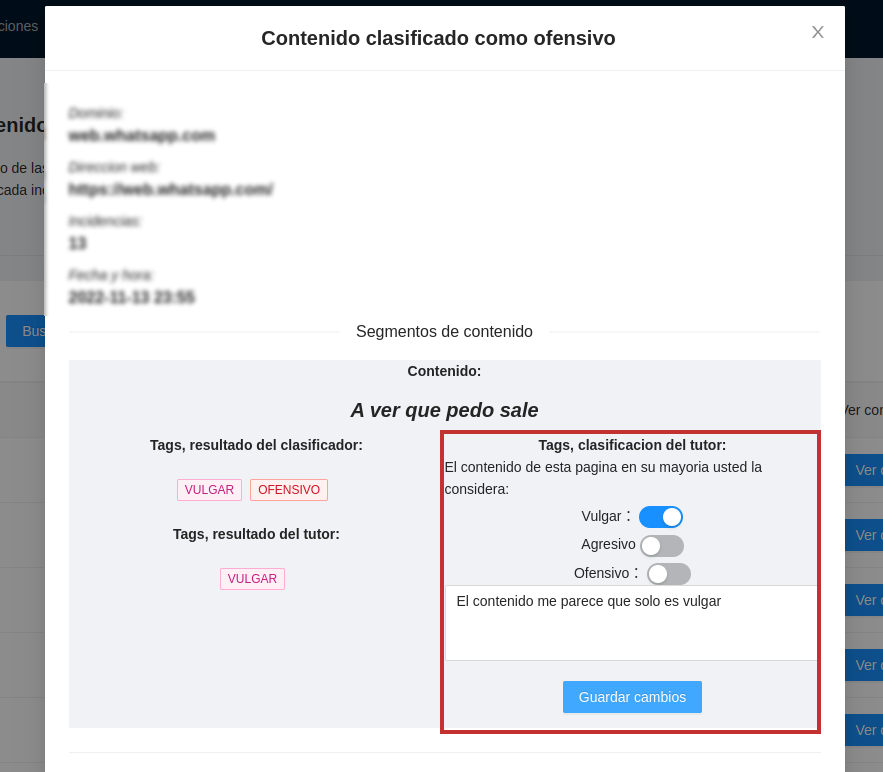 ciones
Contenido clasificado como ofensivo
enido
o de las
cada in
Dominio:
web.whatsapp.com
Direccion web:
https://web.whatsapp.com/
Incidencias:
13
Fecha y hora:
2022-11-13 23:55
Bus
Segmentos de contenido
Contenido:
A ver que pedo sale
Ver con
Tags, resultado del clasificador:
VULGAR OFENSIVO
Tags, resultado del tutor:
VULGAR
Tags, clasificacion del tutor:
El contenido de esta pagina en su mayoria usted la
considera:
Vulgar :
Agresivo
Ofensivo :
El contenido me parece que solo es vulgar
Guardar cambios
Ver c
Ver c
Ver c
Ver c
Ver c